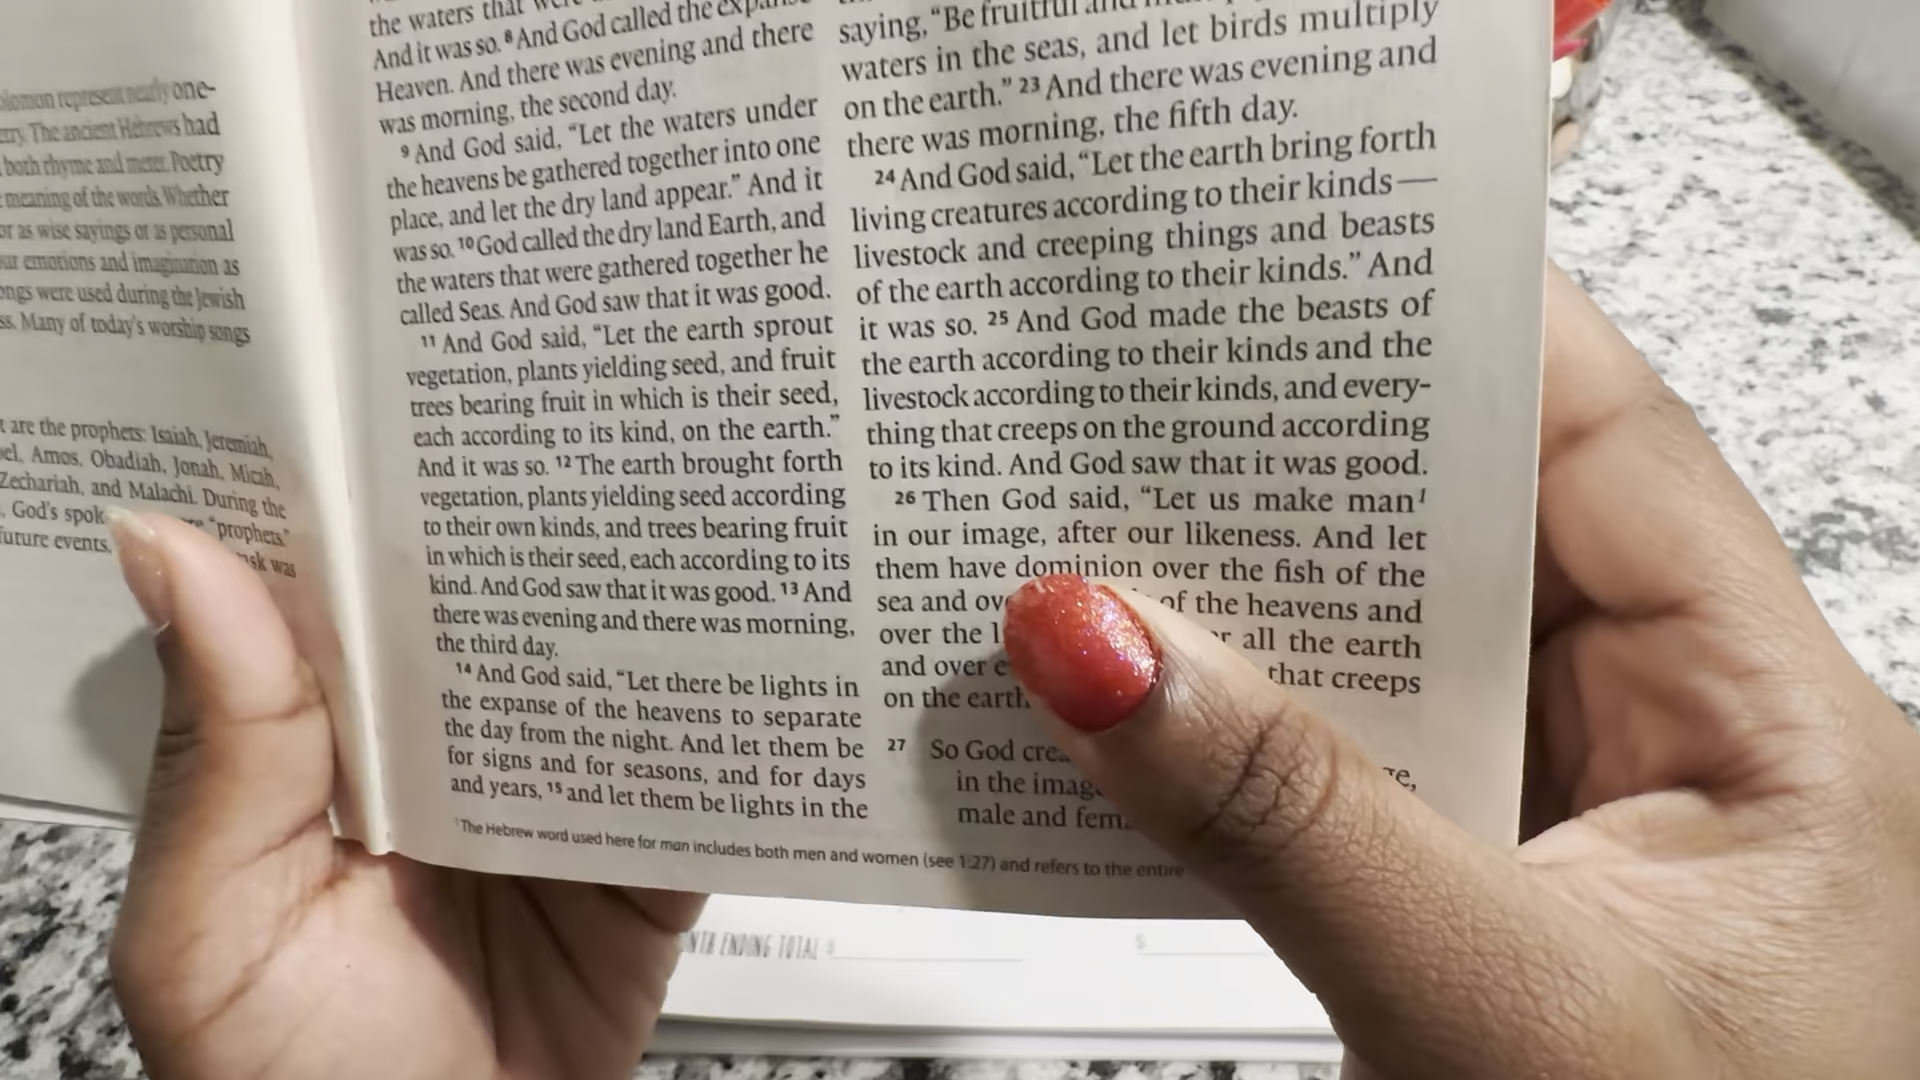 olomon represent nearly one-
etry. The ancient Hebrews had
both rhyme and meter. Poetry
meaning of the words. Whether
or as wise sayings or as personal
our emotions and imagination as
ongs were used during the Jewish
ss. Many of today's worship songs
t are the prophets: Isaiah, Jeremiah,
el, Amos, Obadiah, Jonah, Micah,
Zechariah, and Malachi. During the
, God's spok "prophets"
future events, ask was
the waters that were
And it was so. 8 And God called the expanse
Heaven. And there was evening and there
was morning, the second day.
9 And God said, “Let the waters under
the heavens be gathered together into one
place, and let the dry land appear.” And it
was so. 10 God called the dry land Earth, and
the waters that were gathered together he
called Seas. And God saw that it was good.
11 And God said, “Let the earth sprout
vegetation, plants yielding seed, and fruit
trees bearing fruit in which is their seed,
each according to its kind, on the earth.”
And it was so. 12 The earth brought forth
vegetation, plants yielding seed according
to their own kinds, and trees bearing fruit
in which is their seed, each according to its
kind. And God saw that it was good. 13 And
there was evening and there was morning,
the third day.
14 And God said, “Let there be lights in
the expanse of the heavens to separate
the day from the night. And let them be
for signs and for seasons, and for days
and years, 15 and let them be lights in the
saying, “Be fruitful and
waters in the seas, and let birds multiply
on the earth.” 23 And there was evening and
there was morning, the fifth day.
24 And God said, “Let the earth bring forth
living creatures according to their kinds—
livestock and creeping things and beasts
of the earth according to their kinds.” And
it was so. 25 And God made the beasts of
the earth according to their kinds and the
livestock according to their kinds, and every-
thing that creeps on the ground according
to its kind. And God saw that it was good.
26 Then God said, “Let us make man1
in our image, after our likeness. And let
them have dominion over the fish of the
sea and ov of the heavens and
over the l r all the earth
and over e that creeps
on the earth.
27 So God crea ge,
in the image
male and fem
1 The Hebrew word used here for man includes both men and women (see 1:27) and refers to the entire
NTH ENDING TOTAL $ $